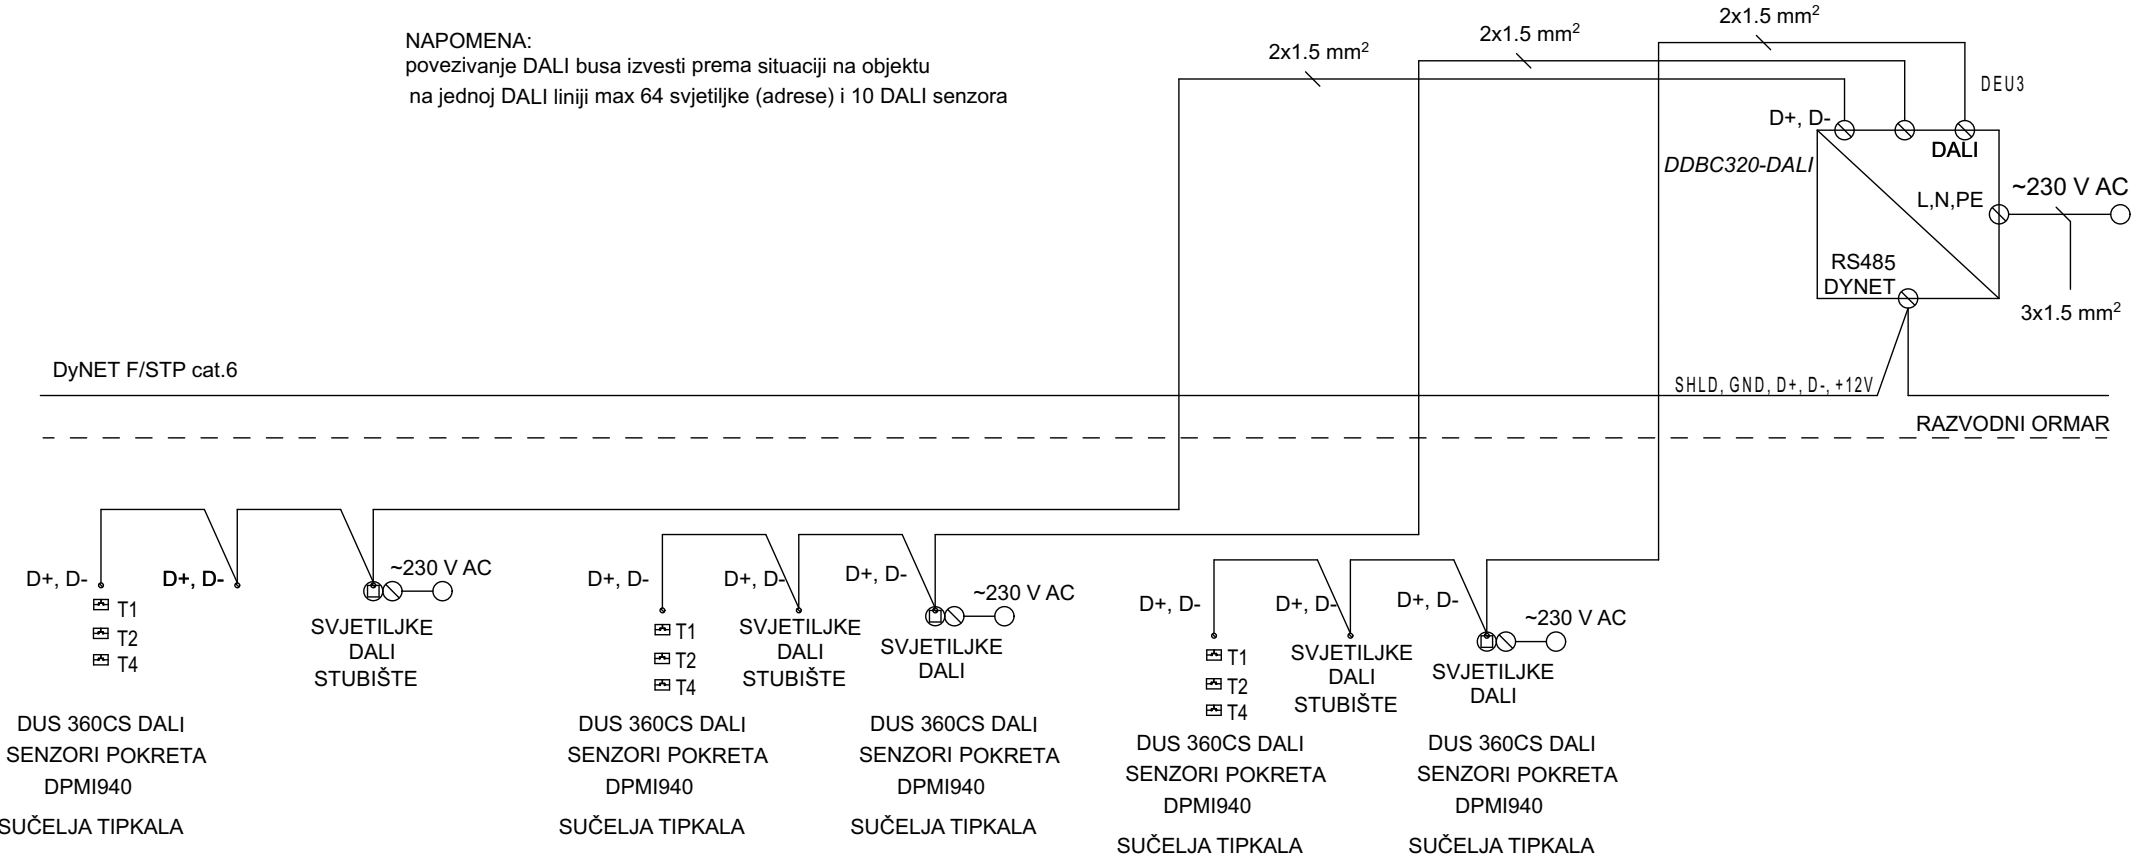 NAPOMENA:
povezivanje DALI busa izvesti prema situaciji na objektu
na jednoj DALI liniji max 64 svjetiljke (adrese) i 10 DALI senzora
2x1.5 mm²
2x1.5 mm²
2x1.5 mm²
DEU3
D+, D-
DALI
DDBC320-DALI
L,N,PE
~230 V AC
RS485
DYNET
3x1.5 mm²
DyNET F/STP cat.6
SHLD, GND, D+, D-, +12V
RAZVODNI ORMAR
D+, D-
T1
T2
T4
D+, D-
~230 V AC
SVJETILJKE
DALI
STUBIŠTE
DUS 360CS DALI
SENZORI POKRETA
DPMI940
SUČELJA TIPKALA
D+, D-
T1
T2
T4
D+, D-
SVJETILJKE
DALI
STUBIŠTE
D+, D-
~230 V AC
SVJETILJKE
DALI
DUS 360CS DALI
SENZORI POKRETA
DPMI940
SUČELJA TIPKALA
DUS 360CS DALI
SENZORI POKRETA
DPMI940
SUČELJA TIPKALA
D+, D-
T1
T2
T4
D+, D-
SVJETILJKE
DALI
STUBIŠTE
D+, D-
~230 V AC
SVJETILJKE
DALI
DUS 360CS DALI
SENZORI POKRETA
DPMI940
SUČELJA TIPKALA
DUS 360CS DALI
SENZORI POKRETA
DPMI940
SUČELJA TIPKALA